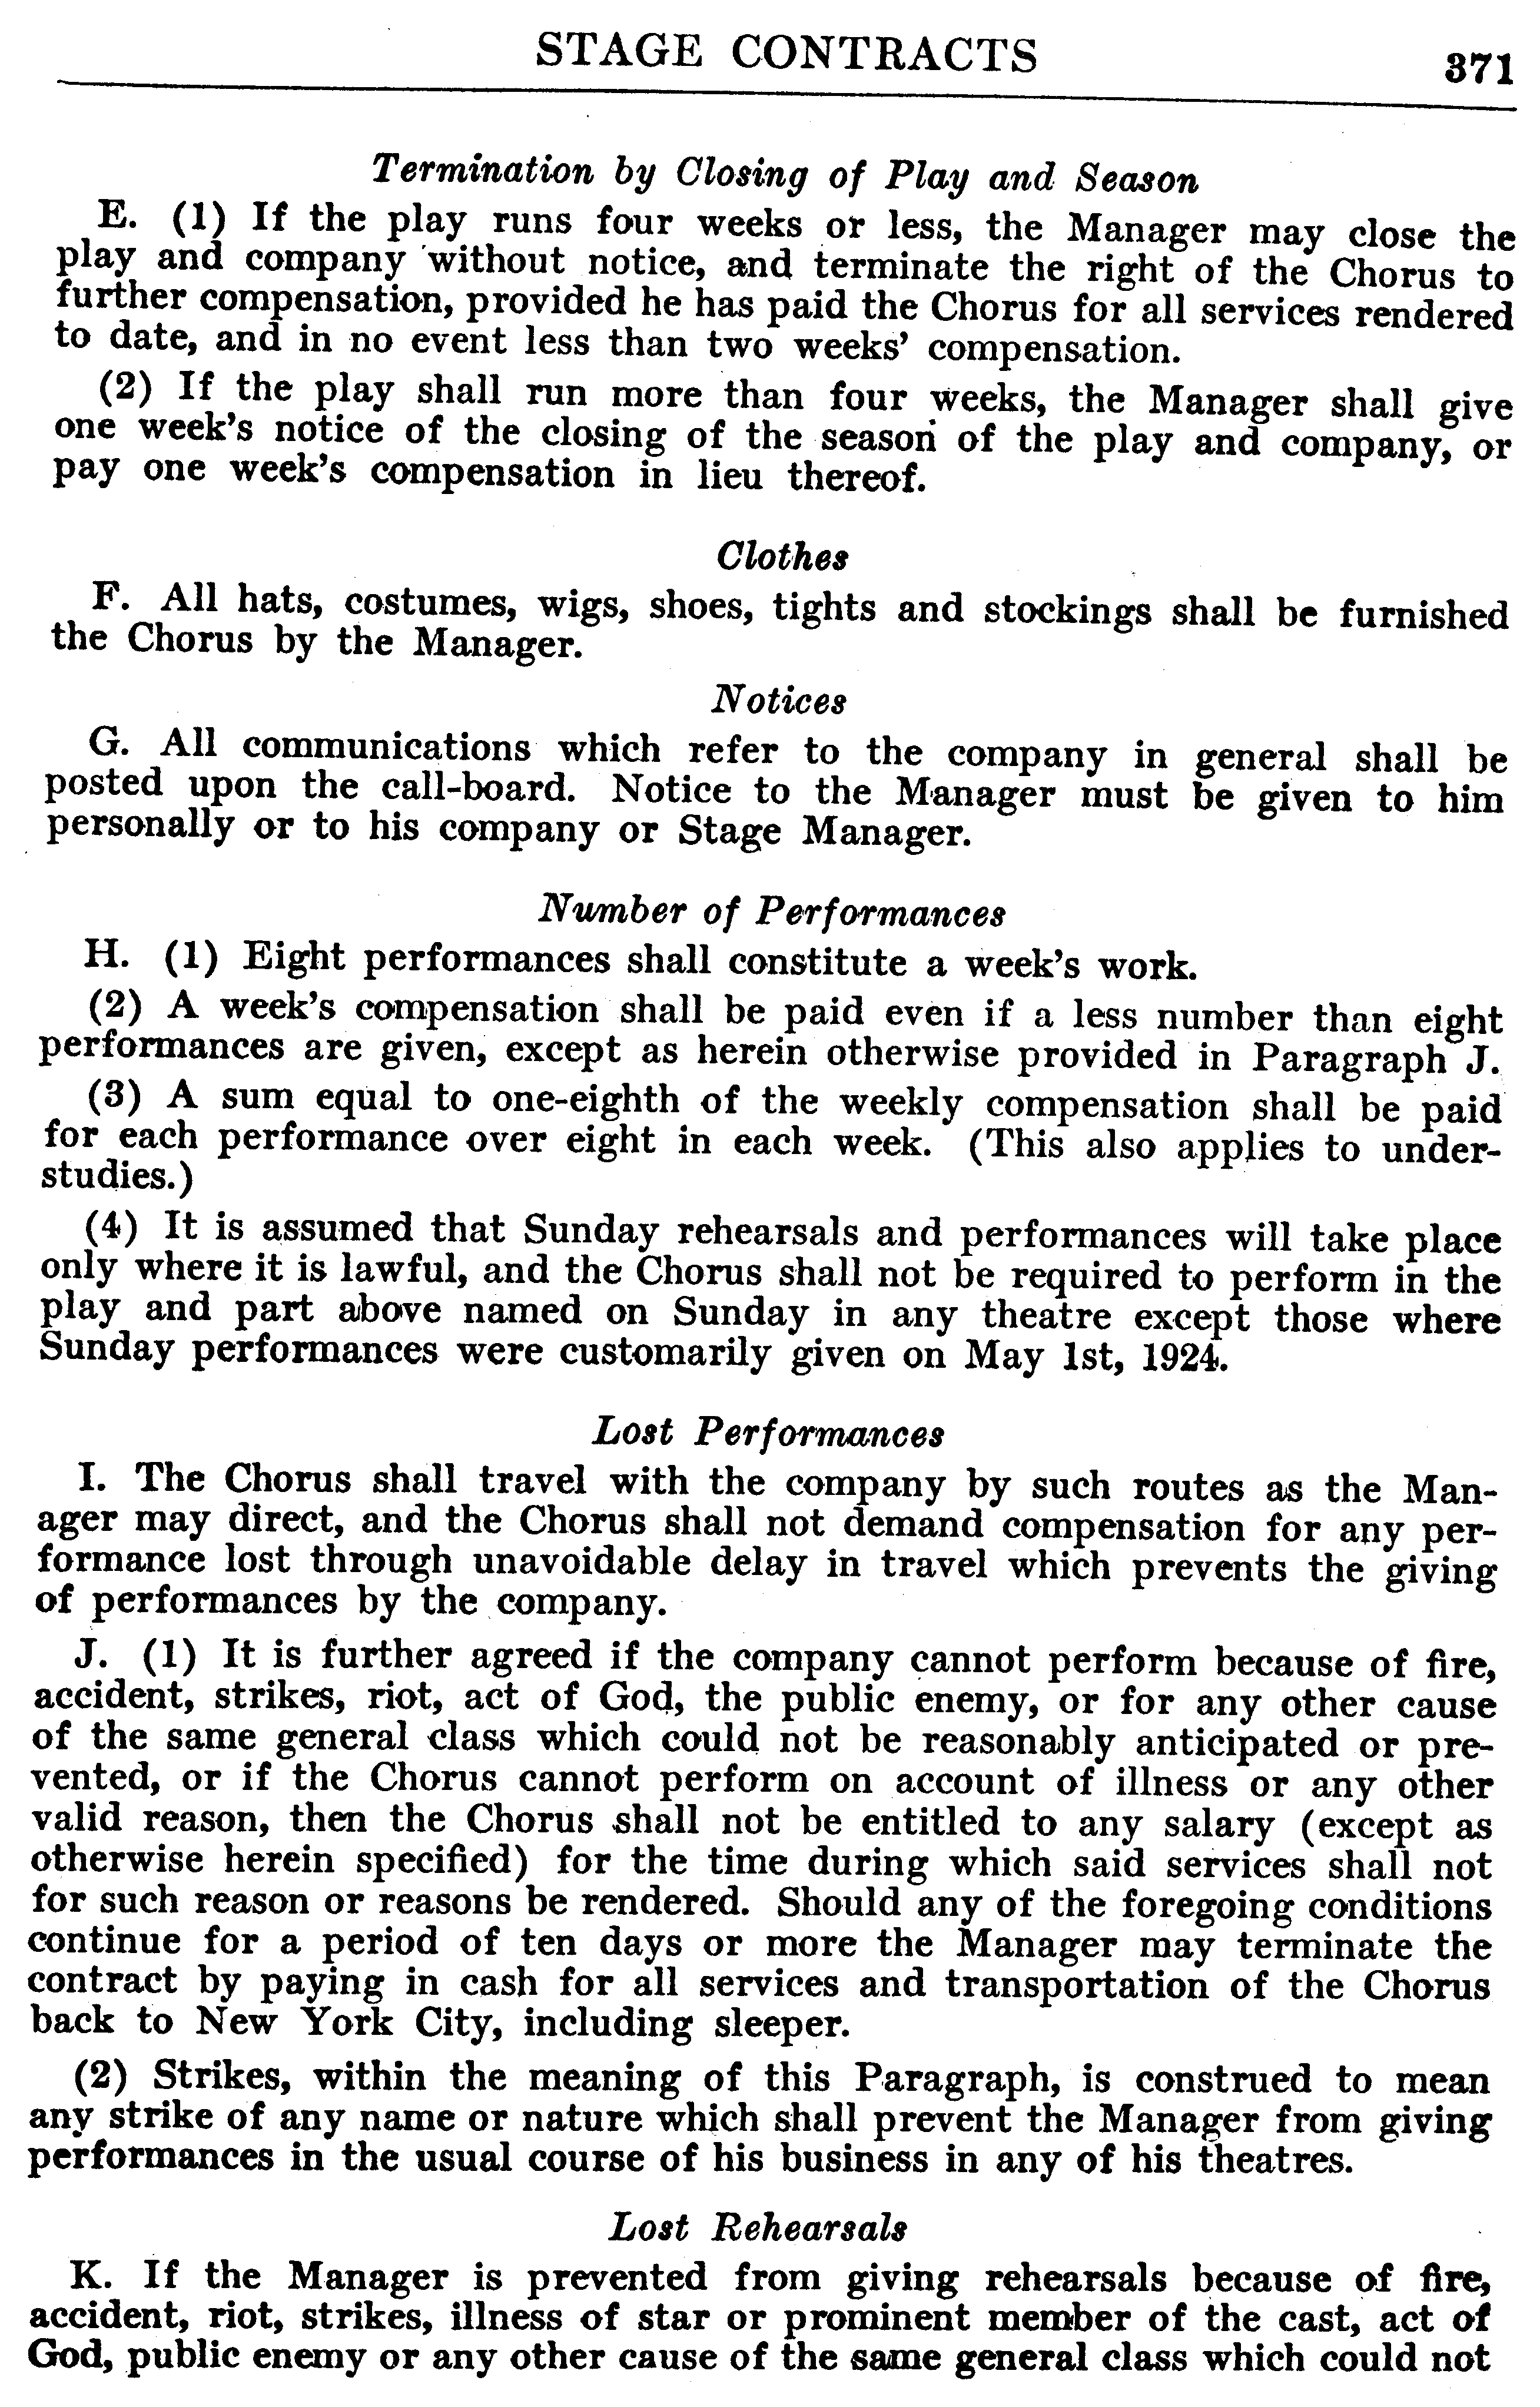 STAGE CONTRACTS 371
Termination by Closing of Play and Season
E. (1) If the play runs four weeks or less, the Manager may close the
play and company without notice, and terminate the right of the Chorus to
further compensation, provided he has paid the Chorus for all services rendered
to date, and in no event less than two weeks' compensation.
(2) If the play shall run more than four weeks, the Manager shall give
one week's notice of the closing of the season of the play and company, or
pay one week's compensation in lieu thereof.
Clothes
F. All hats, costumes, wigs, shoes, tights and stockings shall be furnished
the Chorus by the Manager.
Notices
G. All communications which refer to the company in general shall be
posted upon the call-board. Notice to the Manager must be given to him
personally or to his company or Stage Manager.
Number of Performances
H. (1) Eight performances shall constitute a week's work.
(2) A week's compensation shall be paid even if a less number than eight
performances are given, except as herein otherwise provided in Paragraph J.
(3) A sum equal to one-eighth of the weekly compensation shall be paid
for each performance over eight in each week. (This also applies to under-
studies.)
(4) It is assumed that Sunday rehearsals and performances will take place
only where it is lawful, and the Chorus shall not be required to perform in the
play and part above named on Sunday in any theatre except those where
Sunday performances were customarily given on May 1st, 1924.
Lost Performances
I. The Chorus shall travel with the company by such routes as the Man-
ager may direct, and the Chorus shall not demand compensation for any per-
formance lost through unavoidable delay in travel which prevents the giving
of performances by the company.
J. (1) It is further agreed if the company cannot perform because of fire,
accident, strikes, riot, act of God, the public enemy, or for any other cause
of the same general class which could not be reasonably anticipated or pre-
vented, or if the Chorus cannot perform on account of illness or any other
valid reason, then the Chorus shall not be entitled to any salary (except as
otherwise herein specified) for the time during which said services shall not
for such reason or reasons be rendered. Should any of the foregoing conditions
continue for a period of ten days or more the Manager may terminate the
contract by paying in cash for all services and transportation of the Chorus
back to New York City, including sleeper.
(2) Strikes, within the meaning of this Paragraph, is construed to mean
any strike of any name or nature which shall prevent the Manager from giving
performances in the usual course of his business in any of his theatres.
Lost Rehearsals
K. If the Manager is prevented from giving rehearsals because of fire,
accident, riot, strikes, illness of star or prominent member of the cast, act of
God, public enemy or any other cause of the same general class which could not